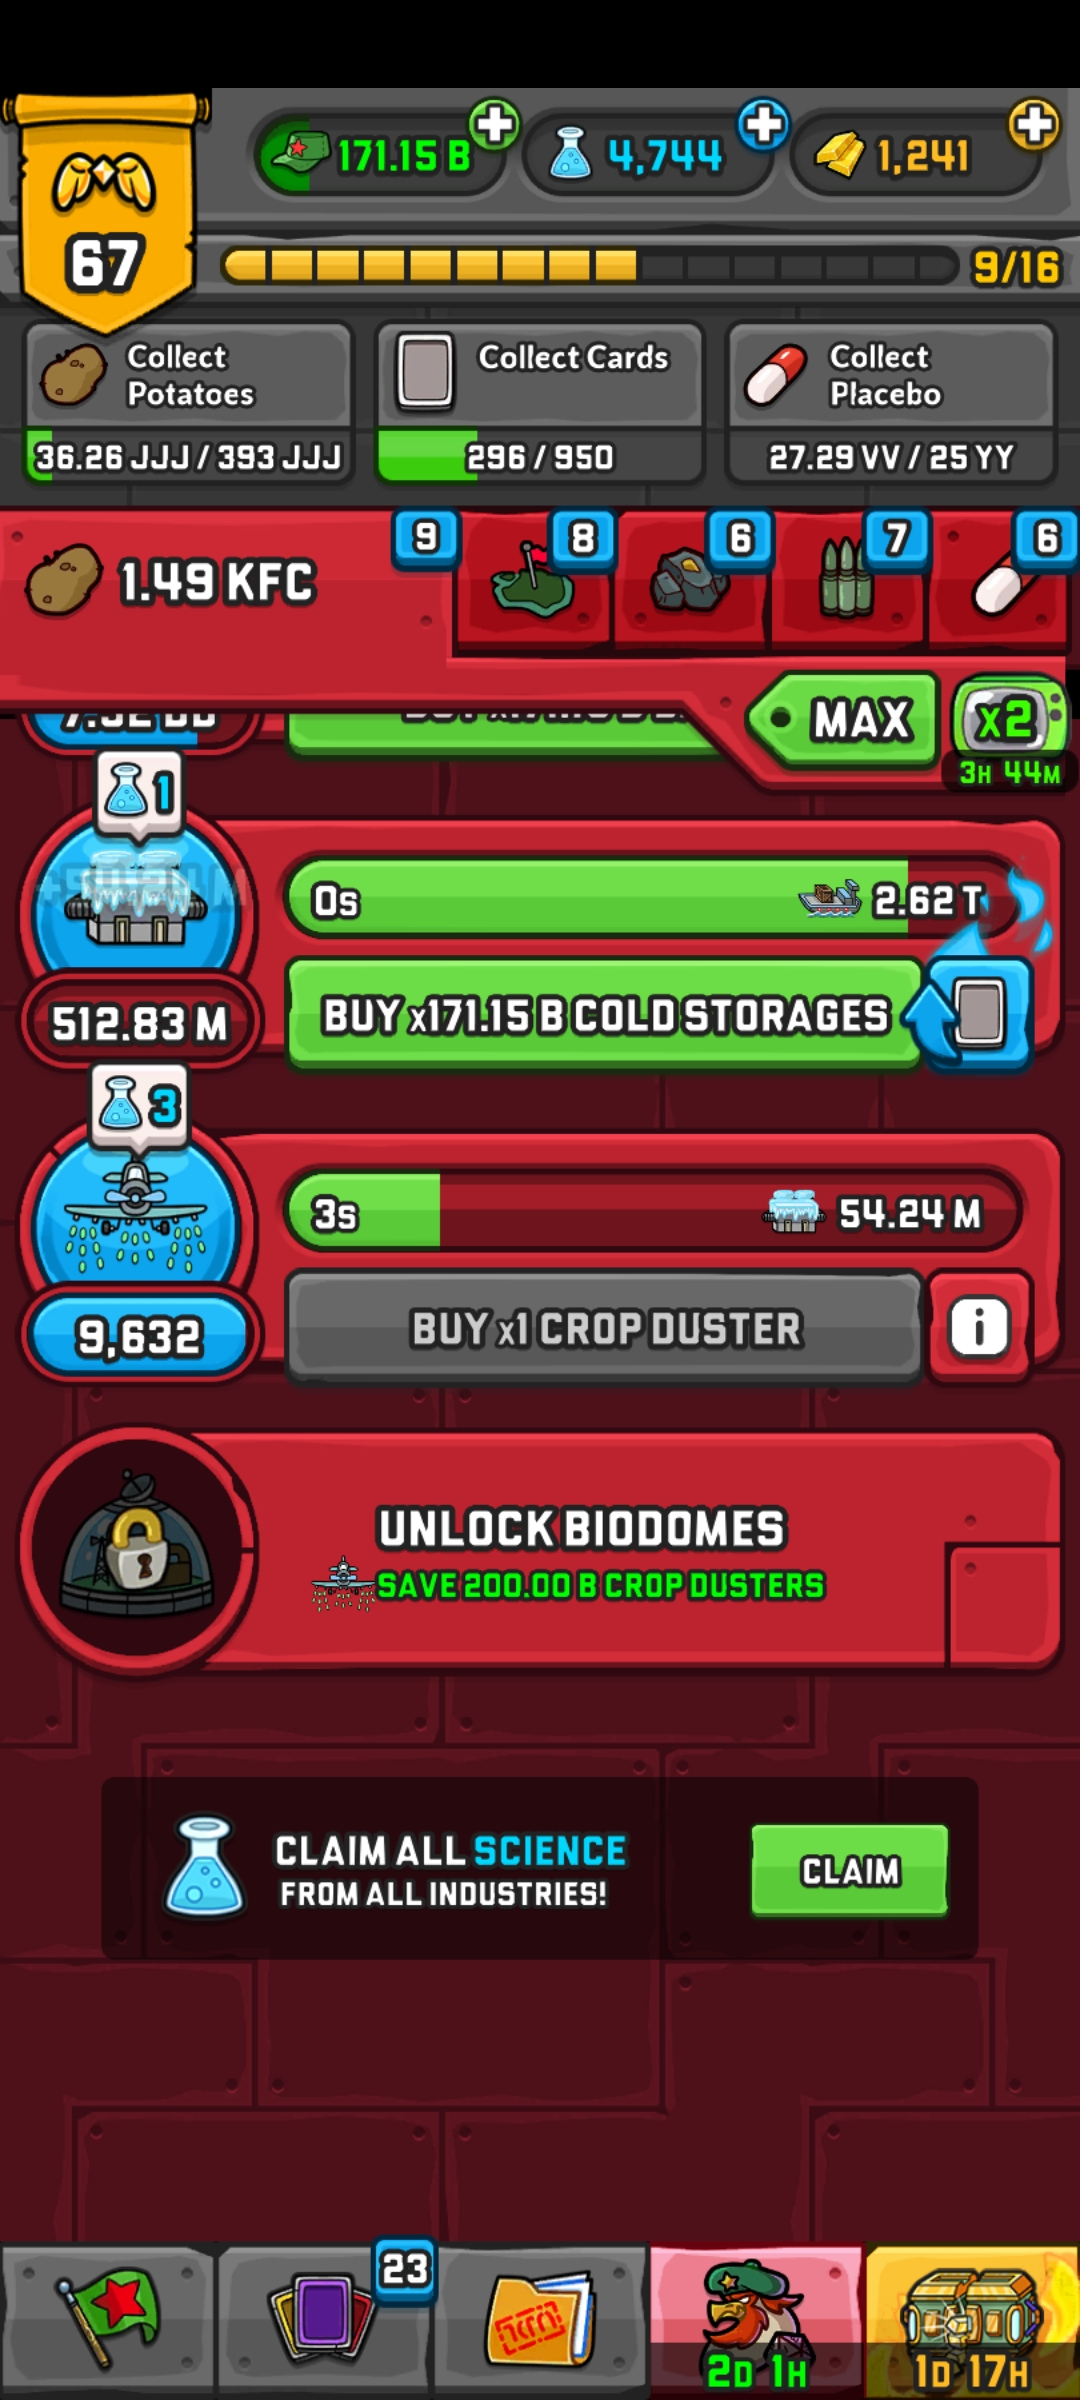 171.15 B
4,744
1,241
67
9/16
Collect
Potatoes
36.26 JJJ / 393 JJJ
Collect Cards
296 / 950
Collect
Placebo
27.29 VV / 25 YY
1.49 KFC
9
8
6
7
6
MAX
x2
3H 44M
1
0s
2.62 T
512.83 M
BUY x171.15 B COLD STORAGES
3
3s
54.24 M
9,632
BUY x1 CROP DUSTER
i
UNLOCK BIODOMES
SAVE 200.00 B CROP DUSTERS
CLAIM ALL SCIENCE
FROM ALL INDUSTRIES!
CLAIM
23
2D 1H
1D 17H